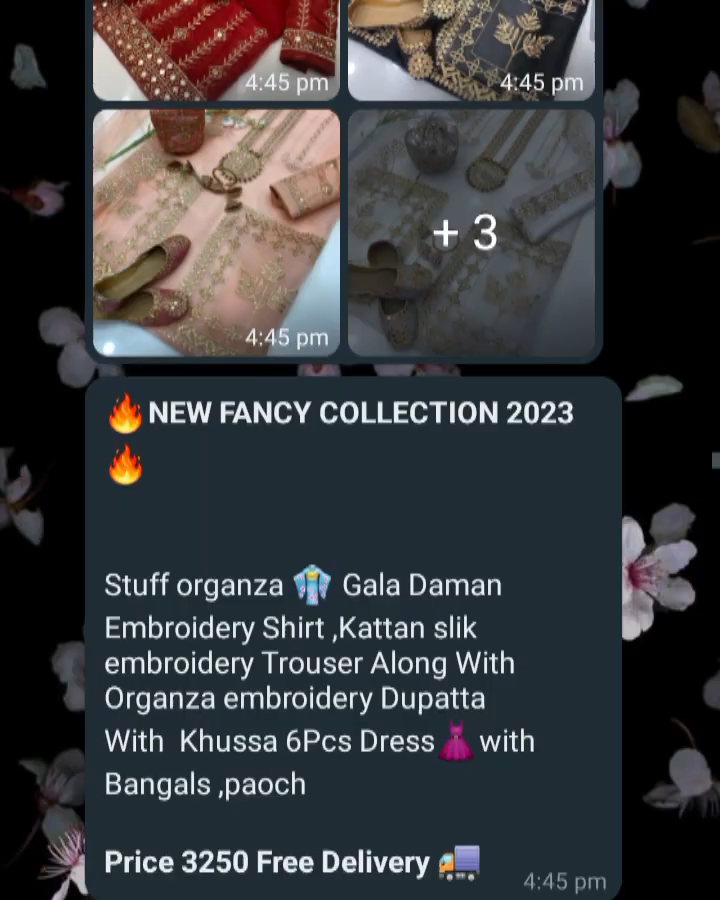 4:45 pm
4:45 pm
4:45 pm
+ 3
🔥NEW FANCY COLLECTION 2023
🔥
Stuff organza 👘 Gala Daman
Embroidery Shirt ,Kattan slik
embroidery Trouser Along With
Organza embroidery Dupatta
With Khussa 6Pcs Dress👗with
Bangals ,paoch
Price 3250 Free Delivery 🚚
4:45 pm